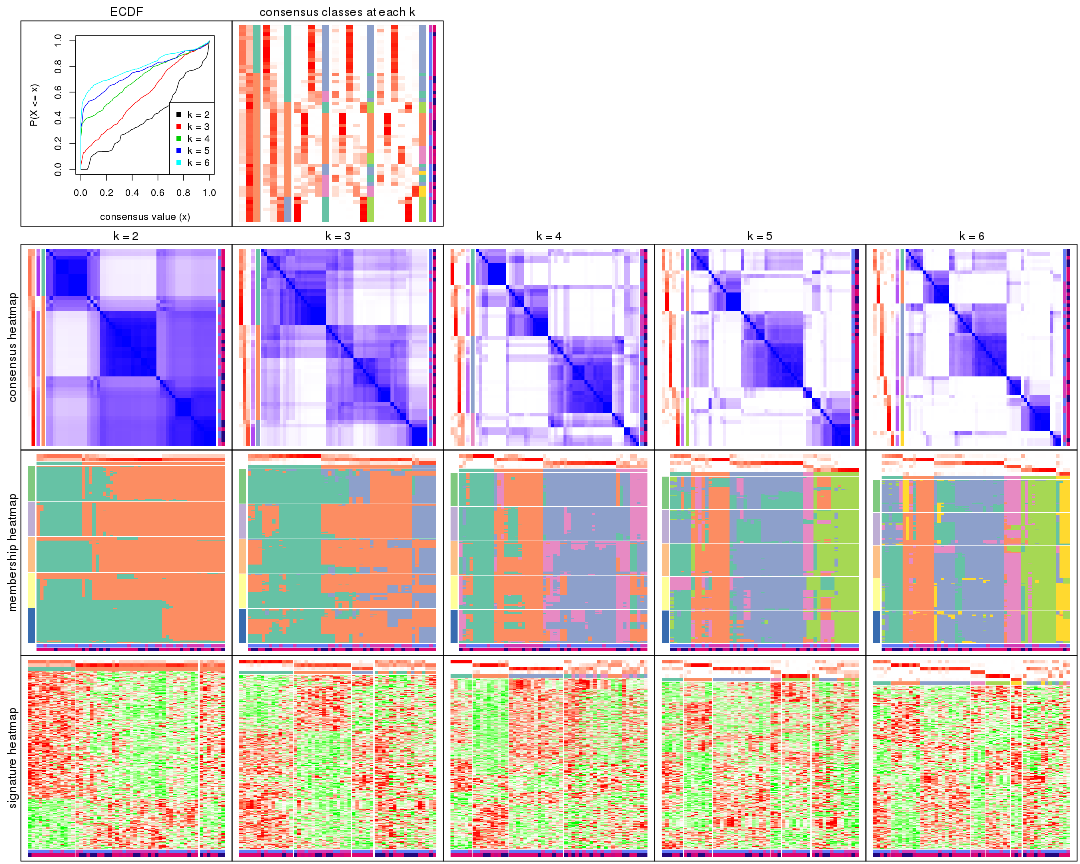 ECDF
consensus classes at each k
P(X <= x)
0.0
0.2
0.4
0.6
0.8
1.0
k = 2
k = 3
k = 4
k = 5
k = 6
0.0 0.2 0.4 0.6 0.8 1.0
consensus value (x)
k = 2
k = 3
k = 4
k = 5
k = 6
consensus heatmap
membership heatmap
signature heatmap